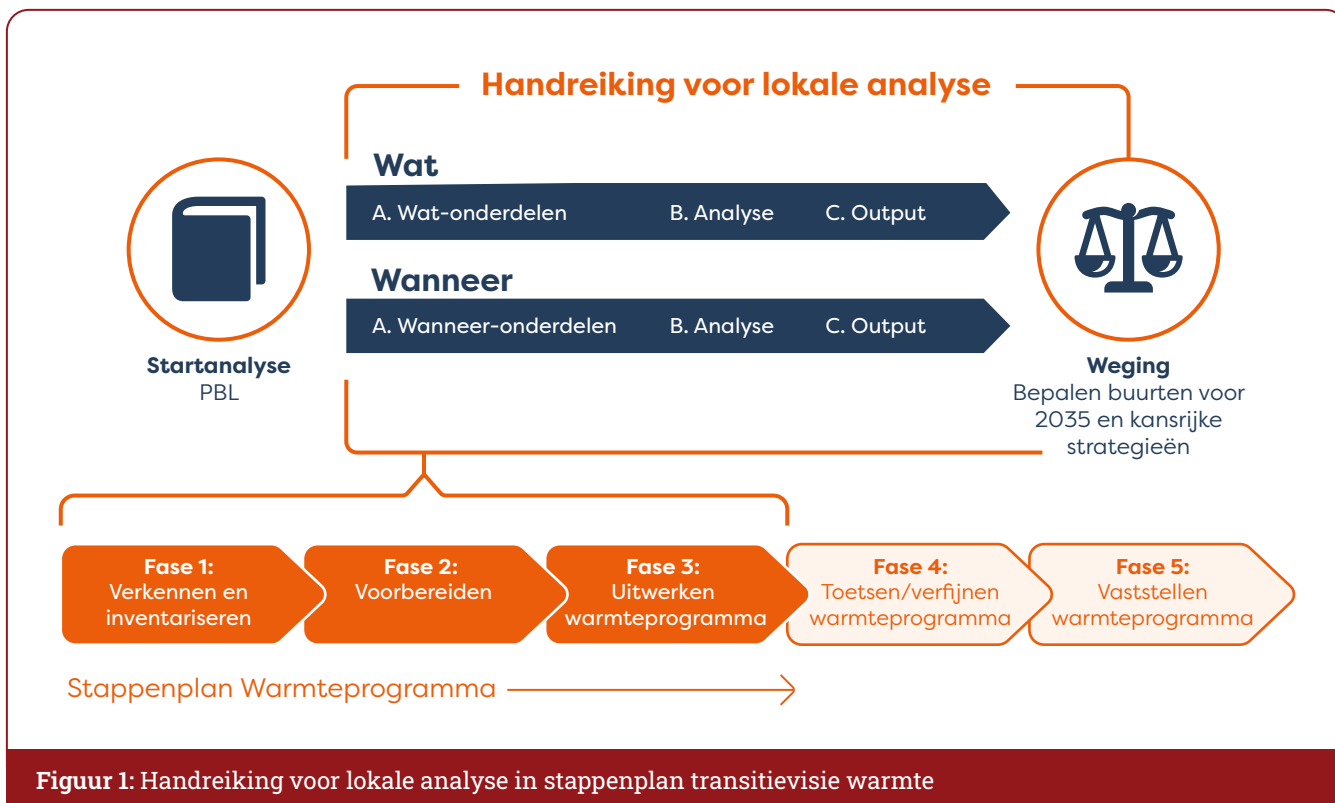 Handreiking voor lokale analyse
Wat
A. Wat-onderdelen B. Analyse C. Output
Wanneer
A. Wanneer-onderdelen B. Analyse C. Output
Startanalyse
PBL
Weging
Bepalen buurten voor
2035 en kansrijke
strategieën
Fase 1:
Verkennen en
inventariseren
Fase 2:
Voorbereiden
Fase 3:
Uitwerken
warmteprogramma
Fase 4:
Toetsen/verfijnen
warmteprogramma
Fase 5:
Vaststellen
warmteprogramma
Stappenplan Warmteprogramma
Figuur 1: Handreiking voor lokale analyse in stappenplan transitievisie warmte